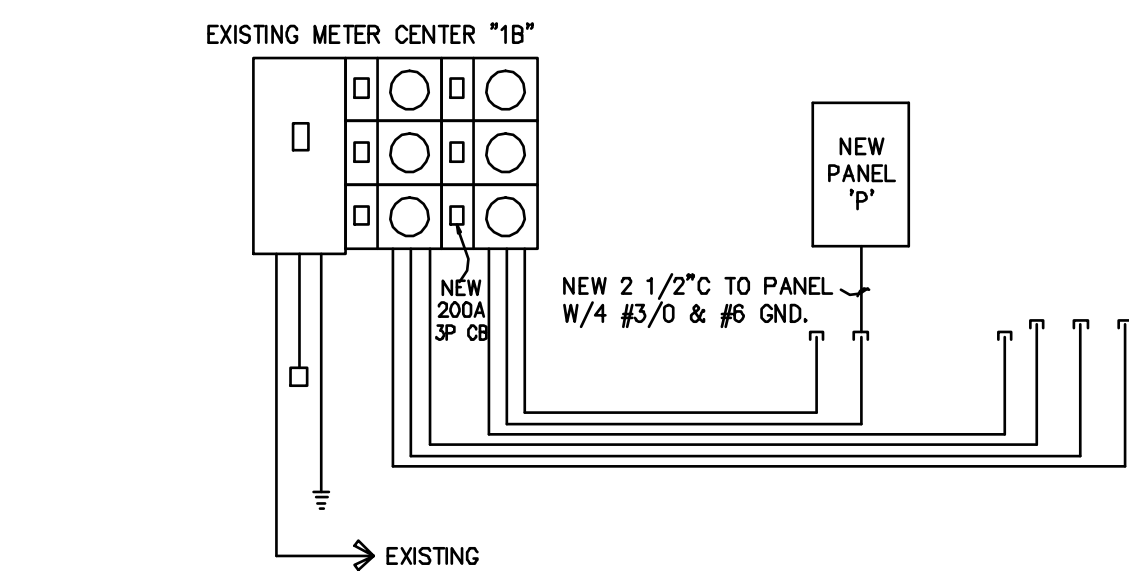 EXISTING METER CENTER "1B"
NEW
PANEL
'P'
NEW
200A
3P CB
NEW 2 1/2"C TO PANEL
W/4 #3/0 & #6 GND.
EXISTING